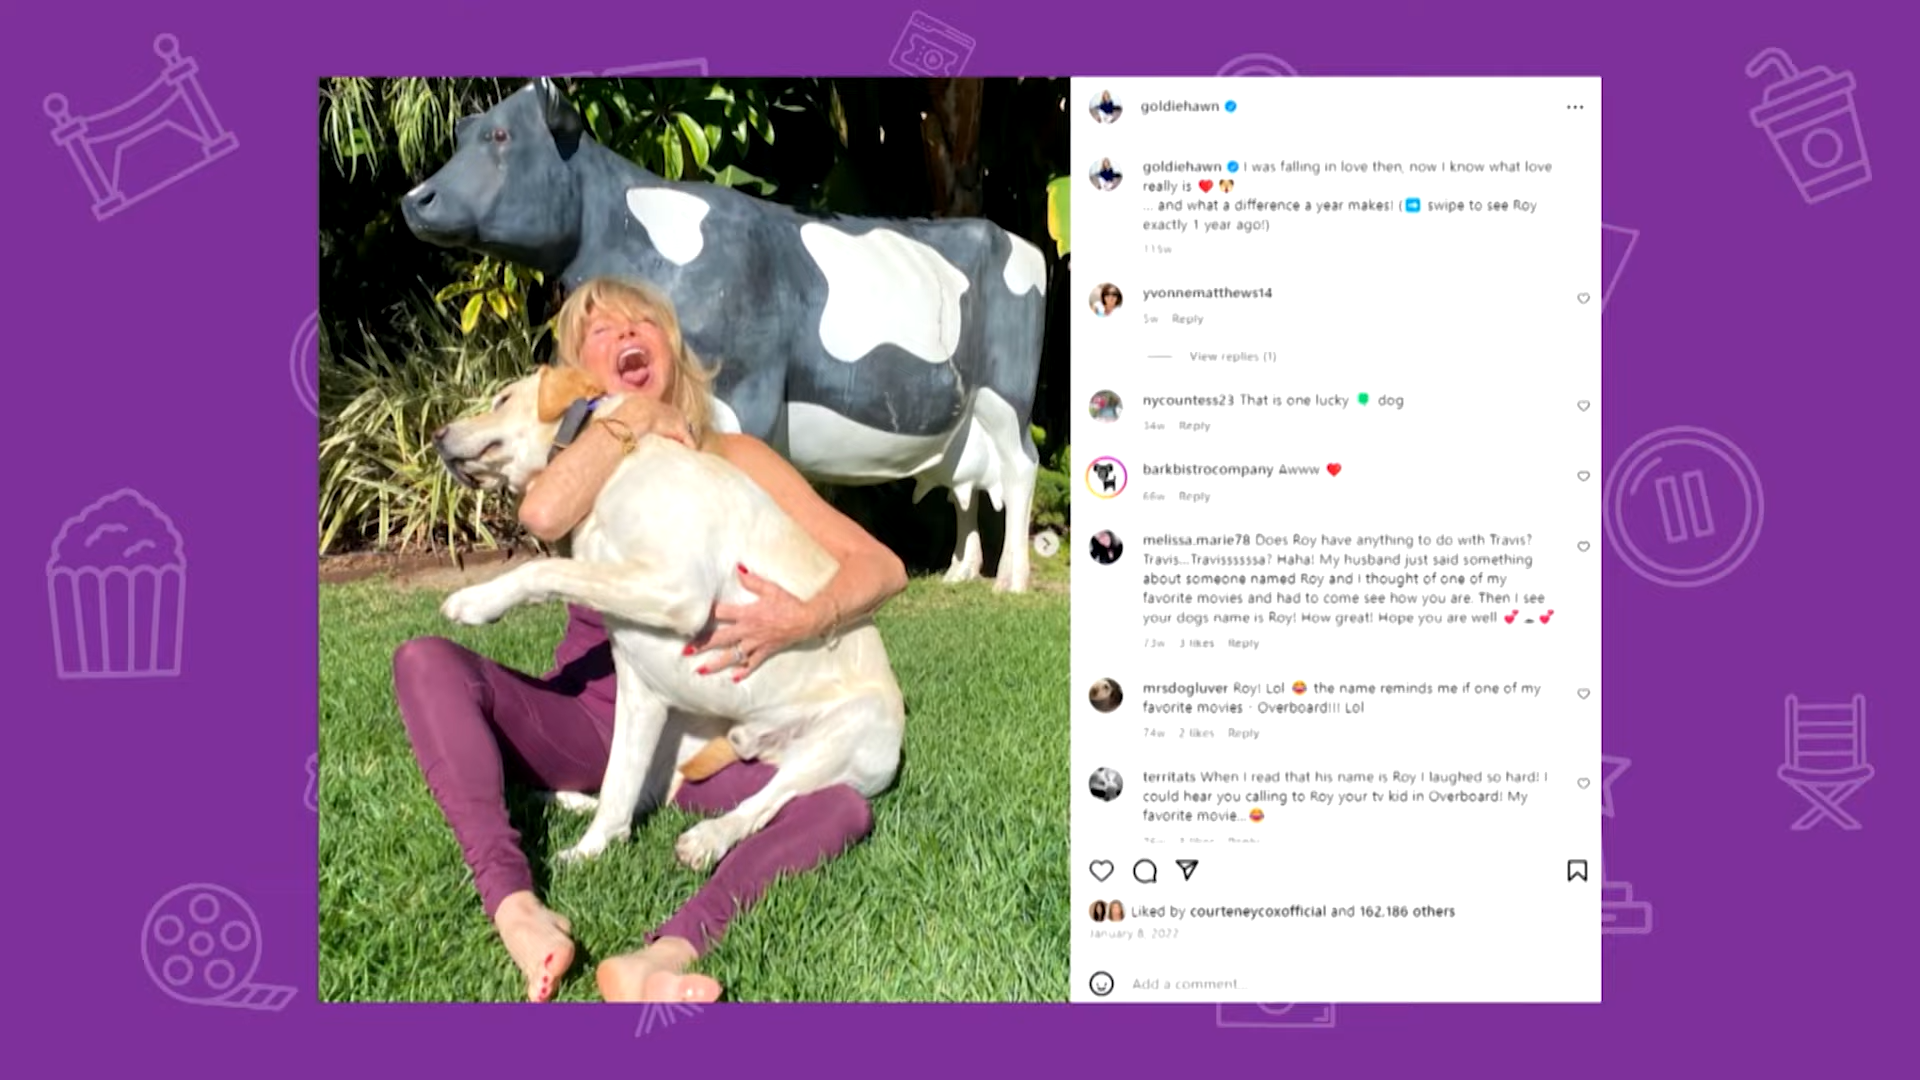 goldiehawn
goldiehawn I was falling in love then, now I know what love
really is ❤️ 🐶
... and what a difference a year makes! (➡️ swipe to see Roy
exactly 1 year ago!)
115w
yvonnematthews14
5w Reply
View replies (1)
nycountess23 That is one lucky 🍀 dog
34w Reply
barkbistrocompany Awww ❤️
66w Reply
melissa.marie78 Does Roy have anything to do with Travis?
Travis...Travissssssa? Haha! My husband just said something
about someone named Roy and I thought of one of my
favorite movies and had to come see how you are. Then I see
your dogs name is Roy! How great! Hope you are well 💕 💕
73w 3 likes Reply
mrsdogluver Roy! Lol 😂 the name reminds me if one of my
favorite movies - Overboard!!! Lol
74w 2 likes Reply
territats When I read that his name is Roy I laughed so hard! I
could hear you calling to Roy your tv kid in Overboard! My
favorite movie...😂
Liked by courteneycoxofficial and 162,186 others
January 8, 2022
Add a comment...